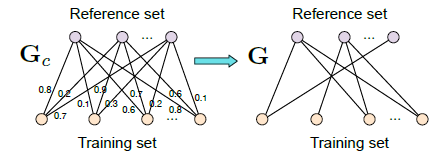 Reference set
Reference set
...
...
G_c
G
0.8
0.2
0.9
0.7
0.6
0.1
0.1
0.3
0.2
0.7
0.6
0.8
...
...
Training set
Training set